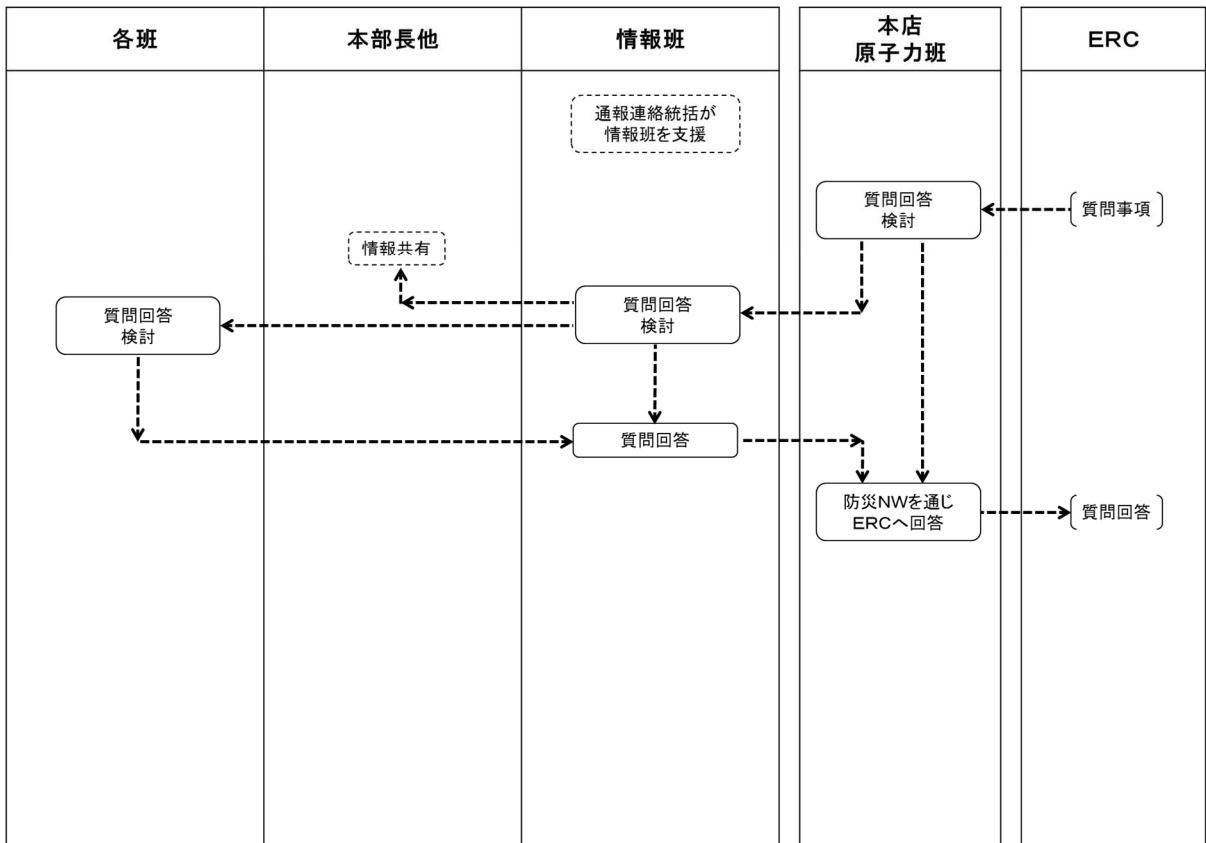 各班
本部長他
情報班
本店
原子力班
ERC
通報連絡統括が
情報班を支援
質問回答
検討
質問事項
情報共有
質問回答
検討
質問回答
検討
質問回答
防災NWを通じ
ERCへ回答
質問回答